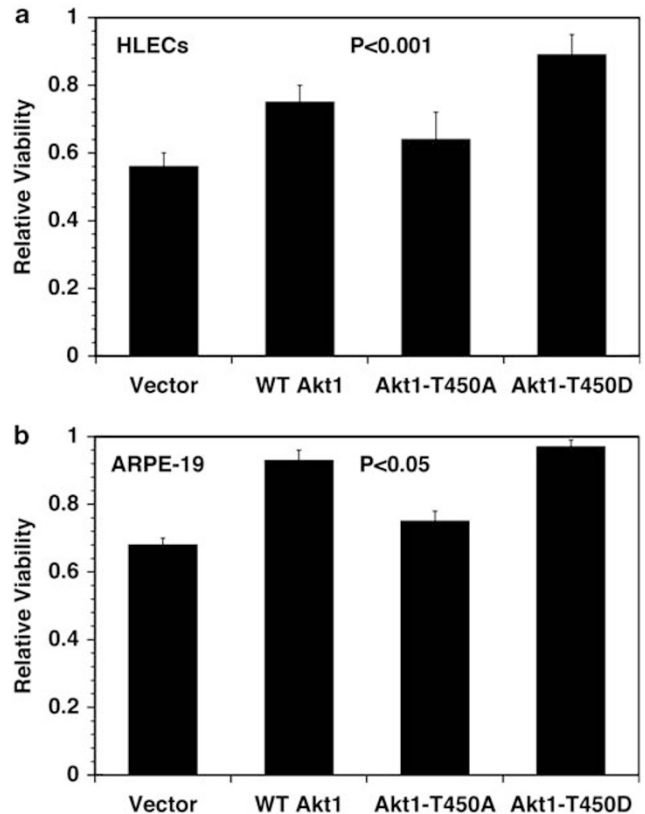 a
HLECs P<0.001
Relative Viability
1
0.8
0.6
0.4
0.2
0
Vector WT Akt1 Akt1-T450A Akt1-T450D
b
ARPE-19 P<0.05
Relative Viability
1
0.8
0.6
0.4
0.2
0
Vector WT Akt1 Akt1-T450A Akt1-T450D